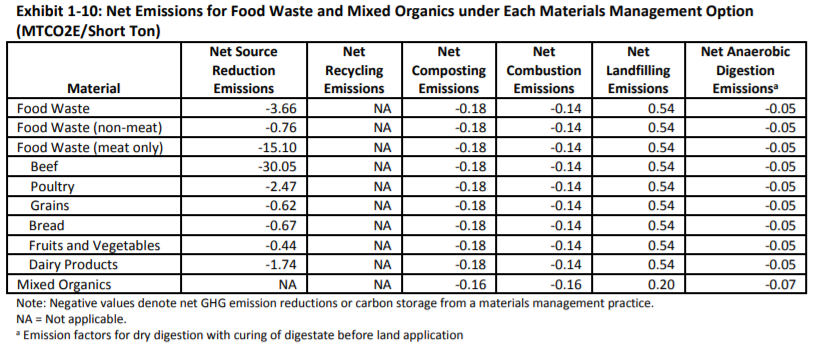 Exhibit 1-10: Net Emissions for Food Waste and Mixed Organics under Each Materials Management Option
(MTCO2E/Short Ton)
Material | Net Source Reduction Emissions | Net Recycling Emissions | Net Composting Emissions | Net Combustion Emissions | Net Landfilling Emissions | Net Anaerobic Digestion Emissionsᵃ
Food Waste | -3.66 | NA | -0.18 | -0.14 | 0.54 | -0.05
Food Waste (non-meat) | -0.76 | NA | -0.18 | -0.14 | 0.54 | -0.05
Food Waste (meat only) | -15.10 | NA | -0.18 | -0.14 | 0.54 | -0.05
Beef | -30.05 | NA | -0.18 | -0.14 | 0.54 | -0.05
Poultry | -2.47 | NA | -0.18 | -0.14 | 0.54 | -0.05
Grains | -0.62 | NA | -0.18 | -0.14 | 0.54 | -0.05
Bread | -0.67 | NA | -0.18 | -0.14 | 0.54 | -0.05
Fruits and Vegetables | -0.44 | NA | -0.18 | -0.14 | 0.54 | -0.05
Dairy Products | -1.74 | NA | -0.18 | -0.14 | 0.54 | -0.05
Mixed Organics | NA | NA | -0.16 | -0.16 | 0.20 | -0.07
Note: Negative values denote net GHG emission reductions or carbon storage from a materials management practice.
NA = Not applicable.
ᵃ Emission factors for dry digestion with curing of digestate before land application